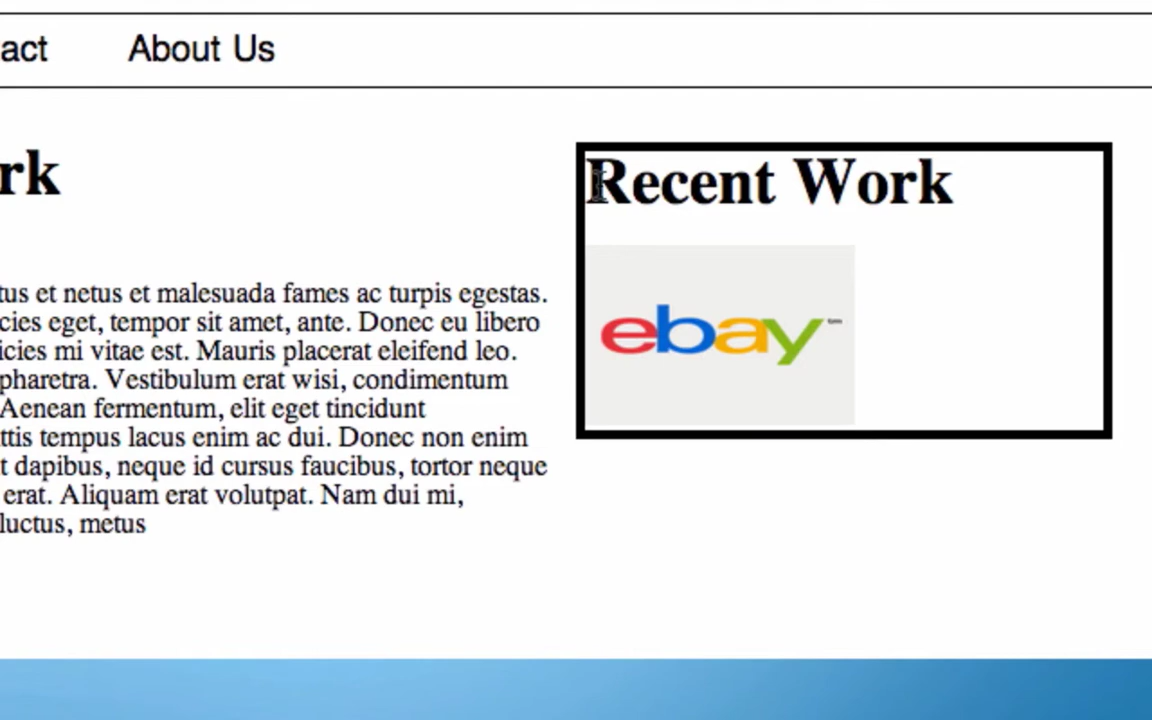 act About Us
rk
tus et netus et malesuada fames ac turpis egestas.
cies eget, tempor sit amet, ante. Donec eu libero
icies mi vitae est. Mauris placerat eleifend leo.
pharetra. Vestibulum erat wisi, condimentum
Aenean fermentum, elit eget tincidunt
ttis tempus lacus enim ac dui. Donec non enim
t dapibus, neque id cursus faucibus, tortor neque
erat. Aliquam erat volutpat. Nam dui mi,
luctus, metus
Recent Work
ebay™